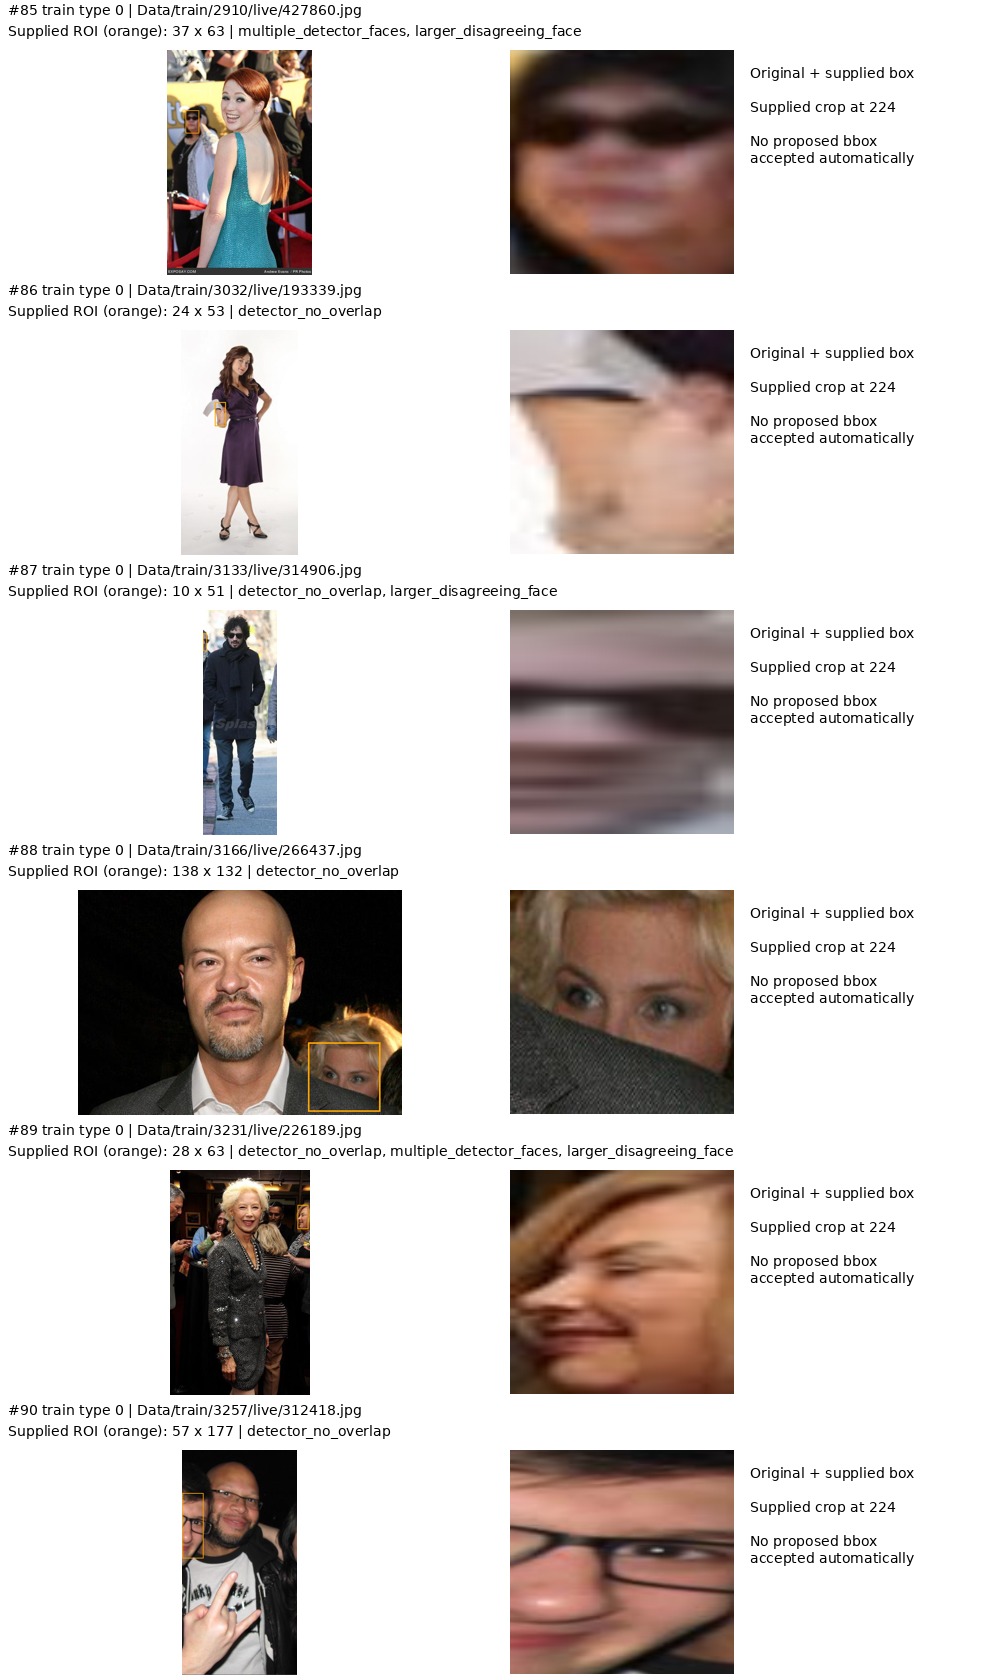 #85 train type 0 | Data/train/2910/live/427860.jpg
Supplied ROI (orange): 37 x 63 | multiple_detector_faces, larger_disagreeing_face
Original + supplied box
Supplied crop at 224
No proposed bbox
accepted automatically
#86 train type 0 | Data/train/3032/live/193339.jpg
Supplied ROI (orange): 24 x 53 | detector_no_overlap
Original + supplied box
Supplied crop at 224
No proposed bbox
accepted automatically
#87 train type 0 | Data/train/3133/live/314906.jpg
Supplied ROI (orange): 10 x 51 | detector_no_overlap, larger_disagreeing_face
Original + supplied box
Supplied crop at 224
No proposed bbox
accepted automatically
Splas
#88 train type 0 | Data/train/3166/live/266437.jpg
Supplied ROI (orange): 138 x 132 | detector_no_overlap
Original + supplied box
Supplied crop at 224
No proposed bbox
accepted automatically
#89 train type 0 | Data/train/3231/live/226189.jpg
Supplied ROI (orange): 28 x 63 | detector_no_overlap, multiple_detector_faces, larger_disagreeing_face
Original + supplied box
Supplied crop at 224
No proposed bbox
accepted automatically
#90 train type 0 | Data/train/3257/live/312418.jpg
Supplied ROI (orange): 57 x 177 | detector_no_overlap
Original + supplied box
Supplied crop at 224
No proposed bbox
accepted automatically